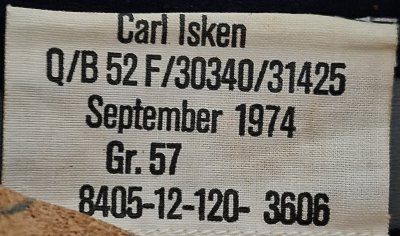 Carl Isken
Q/B 52 F/30340/31425
September 1974
Gr. 57
8405-12-120- 3606